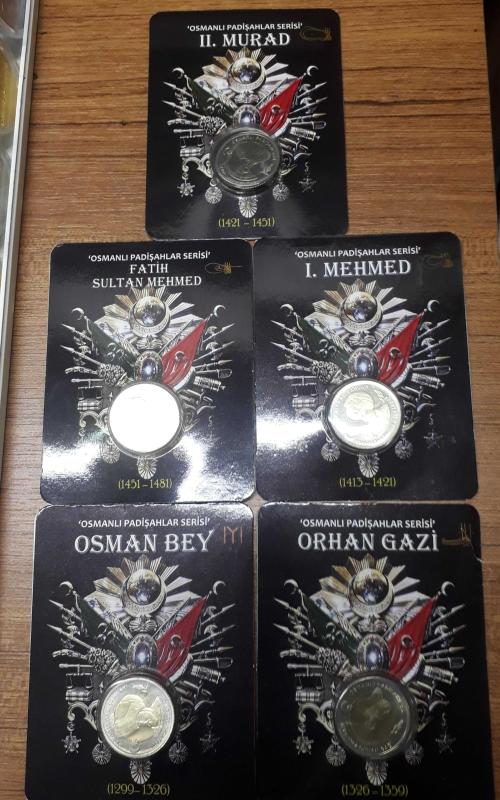 'OSMANLI PADİŞAHLAR SERİSİ'
II. MURAD
(1421 - 1451)
'OSMANLI PADİŞAHLAR SERİSİ'
FATİH
SULTAN MEHMED
(1451-1481)
'OSMANLI PADİŞAHLAR SERİSİ'
I. MEHMED
(1413-1421)
'OSMANLI PADİŞAHLAR SERİSİ'
OSMAN BEY
(1299-1326)
'OSMANLI PADİŞAHLAR SERİSİ'
ORHAN GAZİ
(1326-1359)